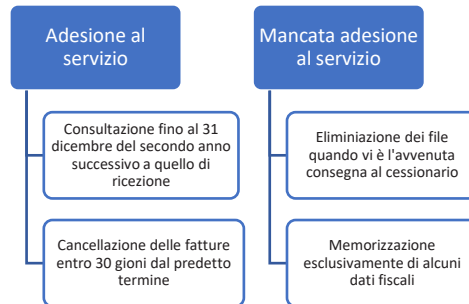 Adesione al
servizio
Consultazione fino al 31
dicembre del secondo anno
successivo a quello di
ricezione
Cancellazione delle fatture
entro 30 gioni dal predetto
termine
Mancata adesione
al servizio
Eliminiazione dei file
quando vi è l'avvenuta
consegna al cessionario
Memorizzazione
esclusivamente di alcuni
dati fiscali